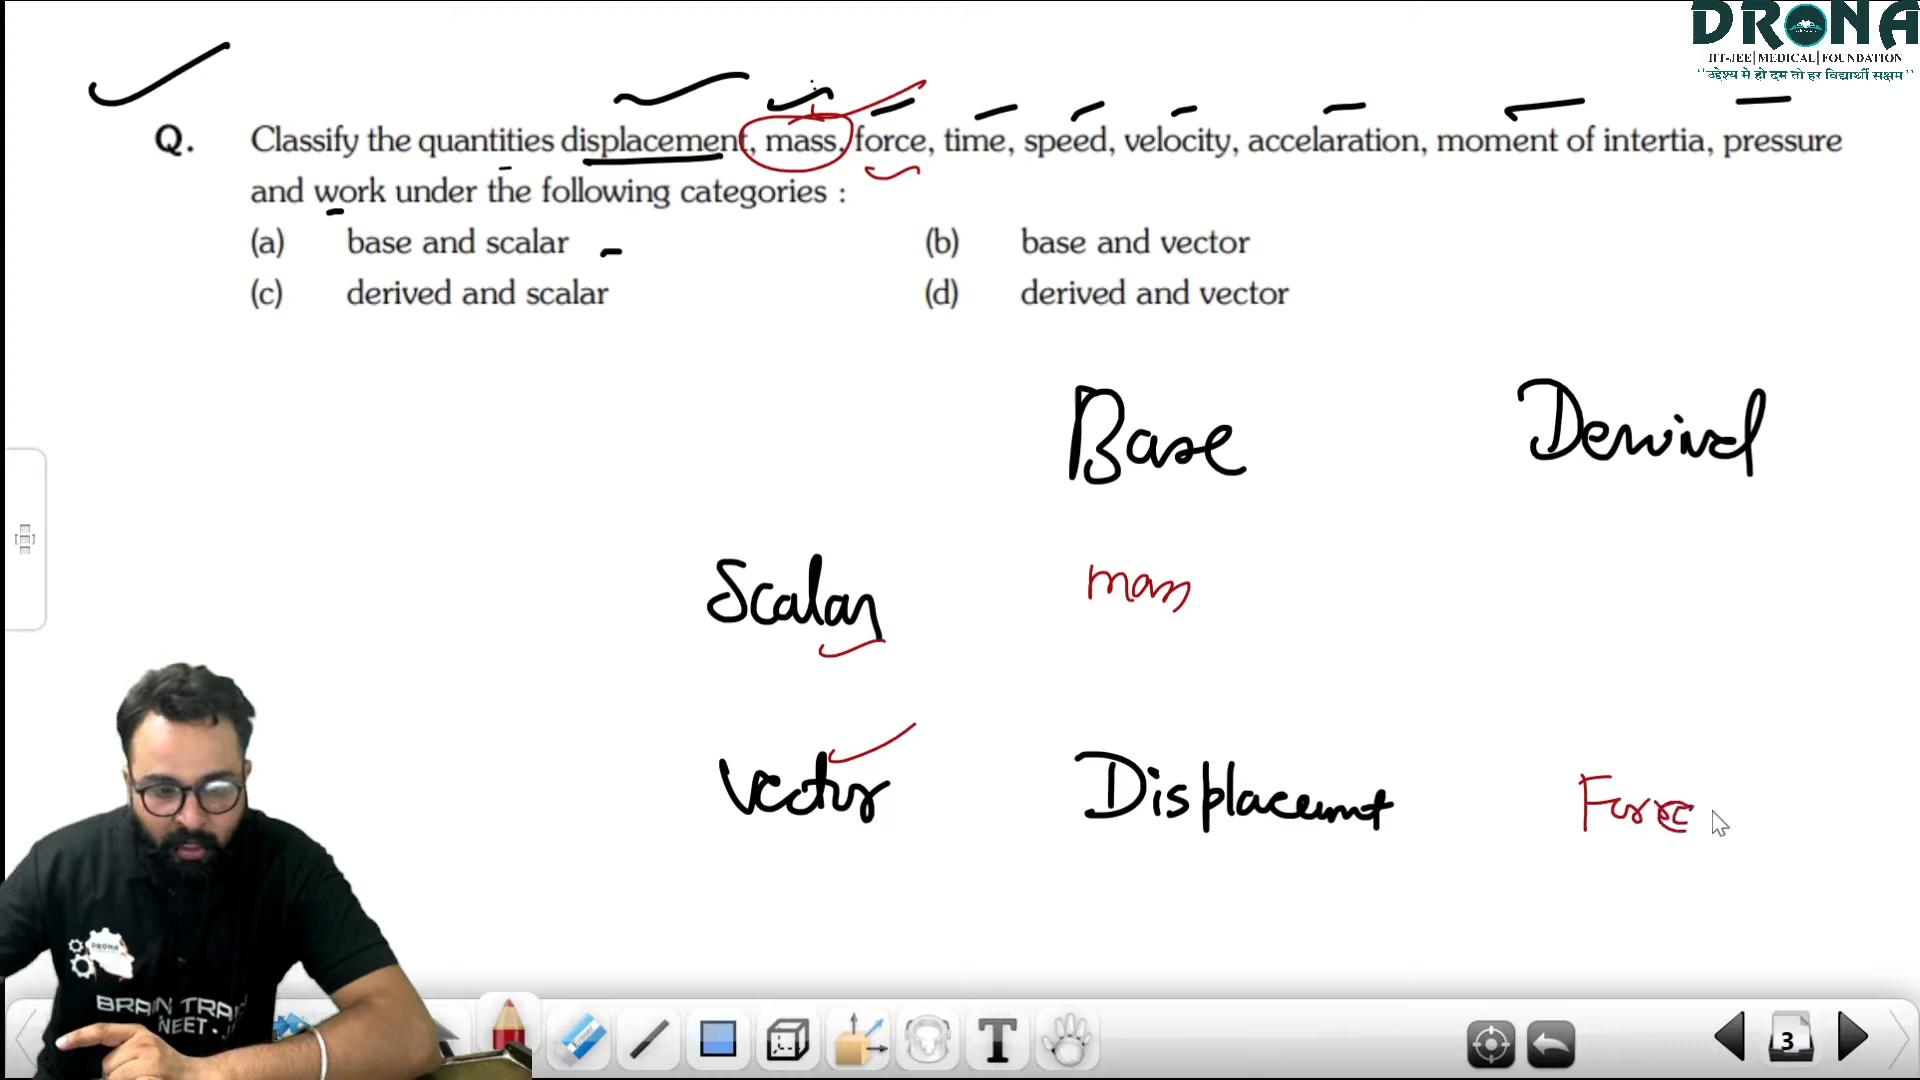 DRONA
IIT-JEE|MEDICAL|FOUNDATION
"उद्देश्य मे हो दम तो हर विद्यार्थी सक्षम"
Q. Classify the quantities displacement, mass, force, time, speed, velocity, accelaration, moment of intertia, pressure
and work under the following categories :
(a) base and scalar (b) base and vector
(c) derived and scalar (d) derived and vector
Base Derived
Scalar mass
Vector Displacement Force
DRONA
BRAIN TRA
NEET
T
3